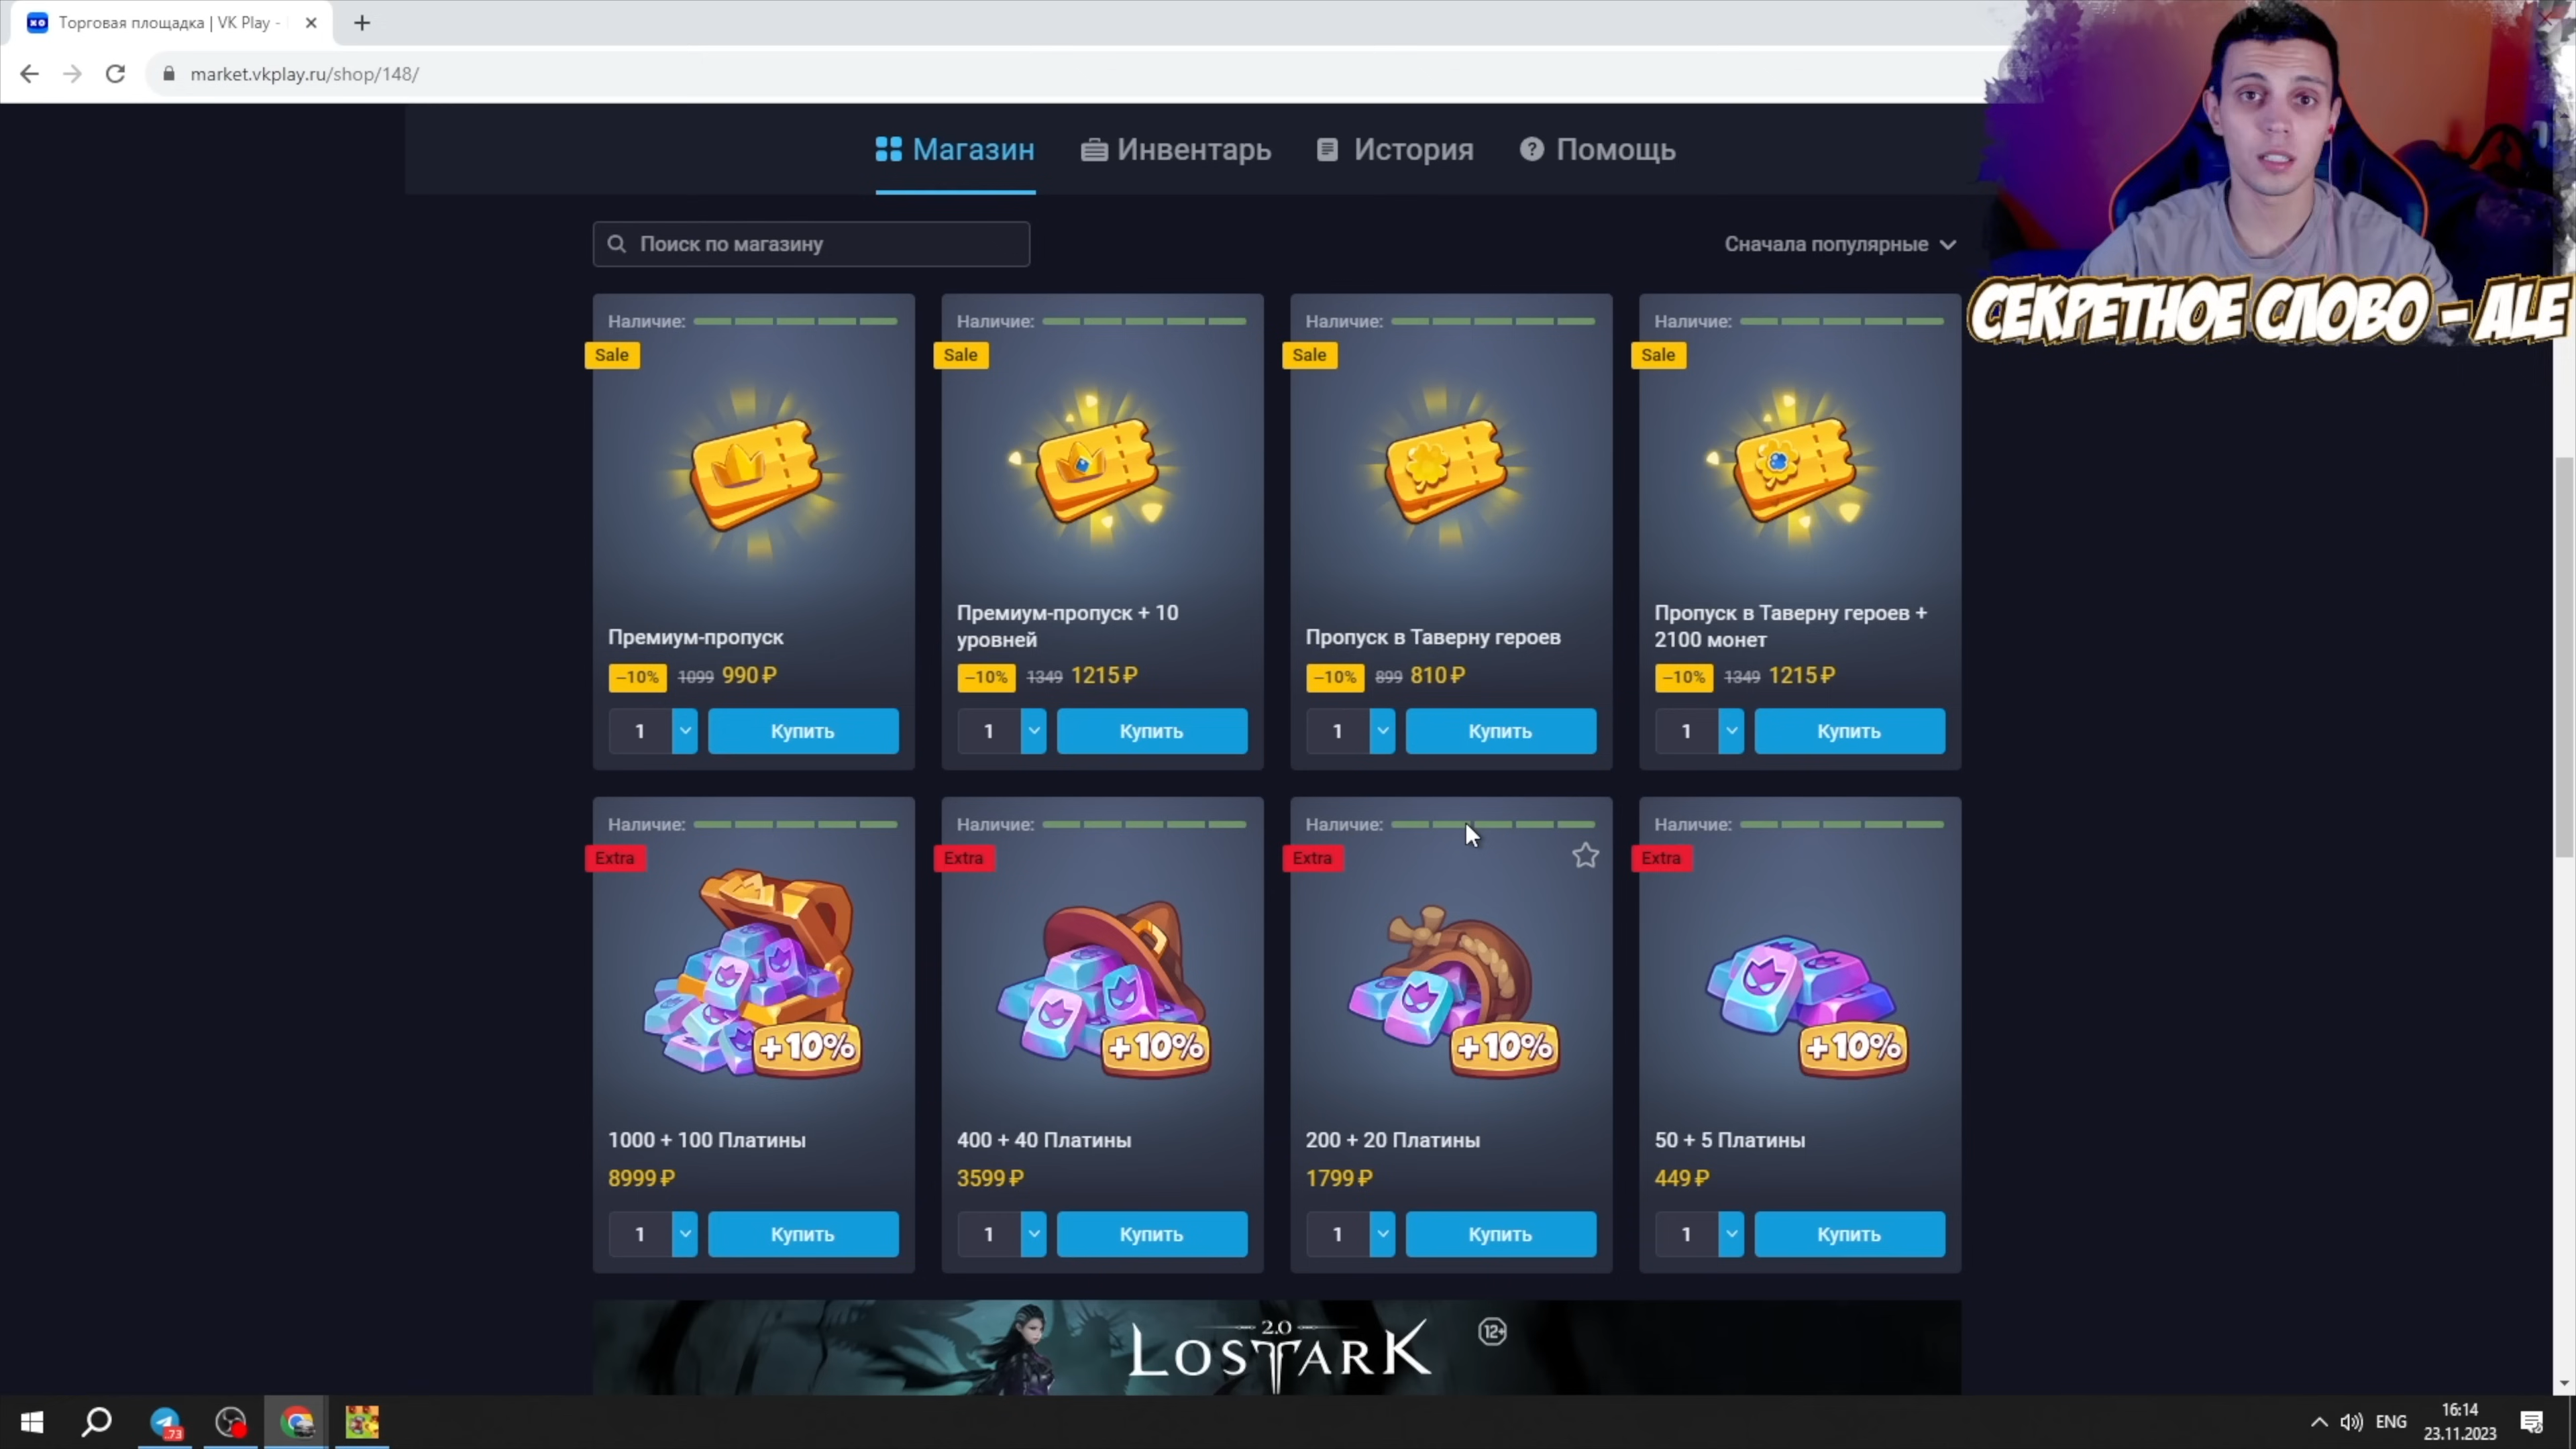 Торговая площадка | VK Play -
market.vkplay.ru/shop/148/
Магазин Инвентарь История Помощь
Поиск по магазину
Сначала популярные
СЕКРЕТНОЕ СЛОВО - ALE
Наличие:
Sale
Премиум-пропуск
-10% 1099 990 ₽
1 Купить
Наличие:
Sale
Премиум-пропуск + 10
уровней
-10% 1349 1215 ₽
1 Купить
Наличие:
Sale
Пропуск в Таверну героев
-10% 899 810 ₽
1 Купить
Наличие:
Sale
Пропуск в Таверну героев +
2100 монет
-10% 1349 1215 ₽
1 Купить
Наличие:
Extra
+10%
1000 + 100 Платины
8999 ₽
1 Купить
Наличие:
Extra
+10%
400 + 40 Платины
3599 ₽
1 Купить
Наличие:
Extra
+10%
200 + 20 Платины
1799 ₽
1 Купить
Наличие:
Extra
+10%
50 + 5 Платины
449 ₽
1 Купить
2.0
LOST ARK
12+
73
ENG
16:14
23.11.2023